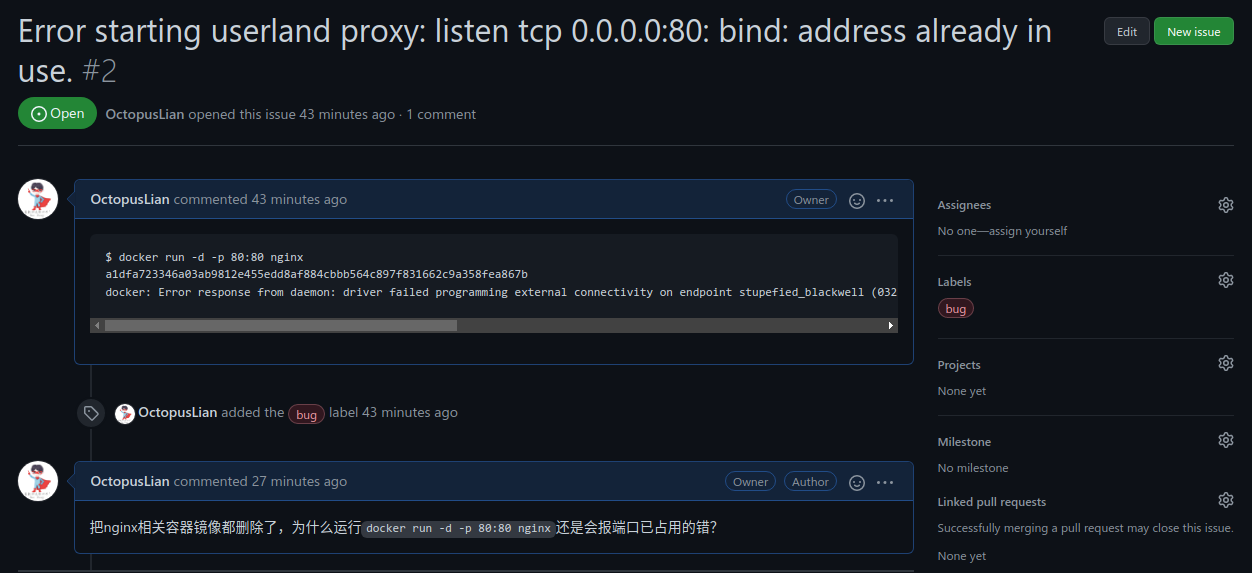 Error starting userland proxy: listen tcp 0.0.0.0:80: bind: address already in
use. #2
Edit
New issue
Open
OctopusLian opened this issue 43 minutes ago · 1 comment
OctopusLian commented 43 minutes ago
Owner
$ docker run -d -p 80:80 nginx
a1dfa723346a03ab9812e455edd8af884cbbb564c897f831662c9a358fea867b
docker: Error response from daemon: driver failed programming external connectivity on endpoint stupefied_blackwell (032
OctopusLian added the bug label 43 minutes ago
OctopusLian commented 27 minutes ago
Owner
Author
把nginx相关容器镜像都删除了，为什么运行docker run -d -p 80:80 nginx还是会报端口已占用的错？
Assignees
No one—assign yourself
Labels
bug
Projects
None yet
Milestone
No milestone
Linked pull requests
Successfully merging a pull request may close this issue.
None yet